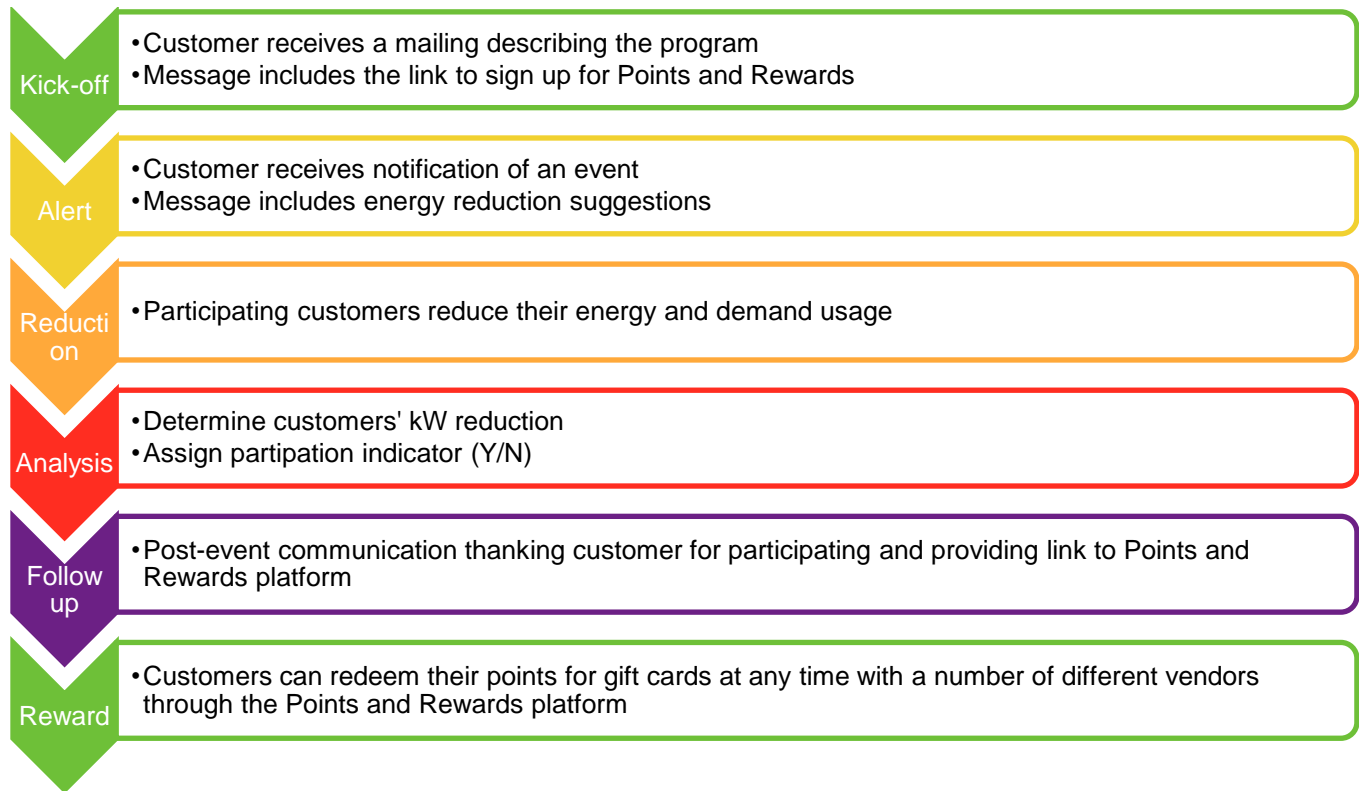 Kick-off
•Customer receives a mailing describing the program
•Message includes the link to sign up for Points and Rewards
Alert
•Customer receives notification of an event
•Message includes energy reduction suggestions
Reducti
on
•Participating customers reduce their energy and demand usage
Analysis
•Determine customers' kW reduction
•Assign partipation indicator (Y/N)
Follow
up
•Post-event communication thanking customer for participating and providing link to Points and
Rewards platform
Reward
•Customers can redeem their points for gift cards at any time with a number of different vendors
through the Points and Rewards platform